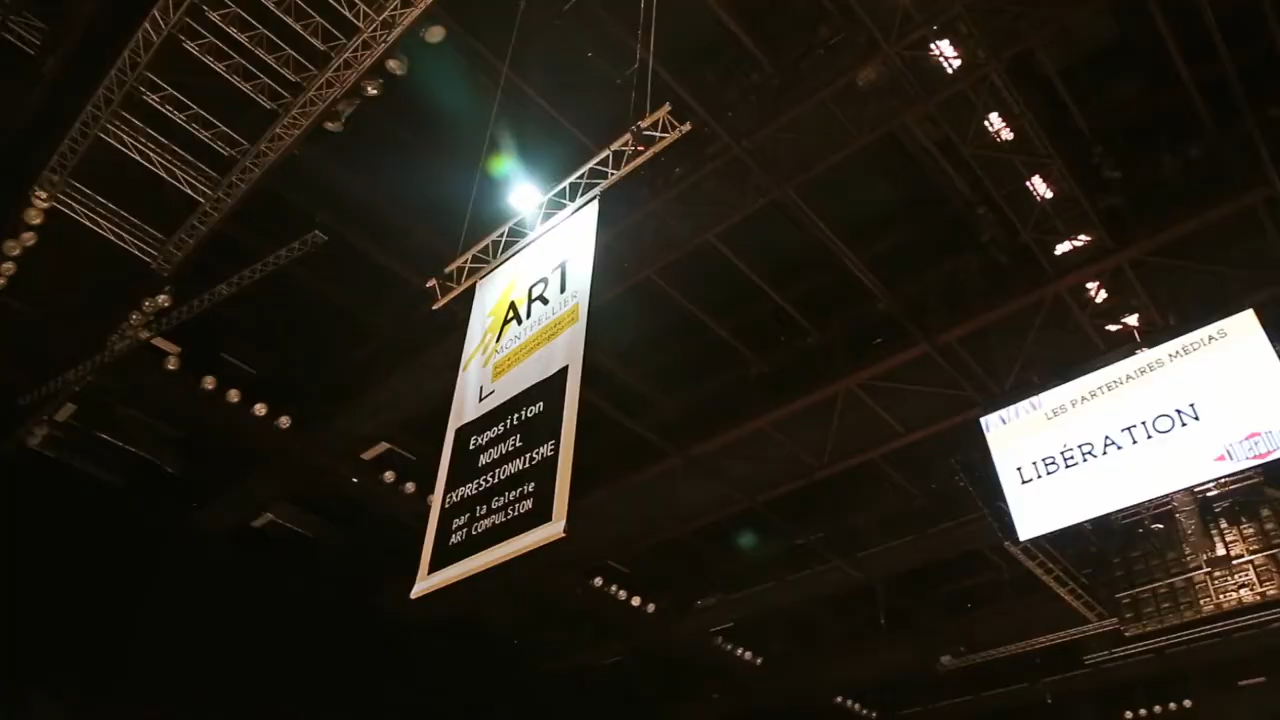 ART
MONTPELLIER
Exposition
NOUVEL
EXPRESSIONNISME
par la Galerie
ART COMPULSION
LES PARTENAIRES MÉDIAS
LIBÉRATION